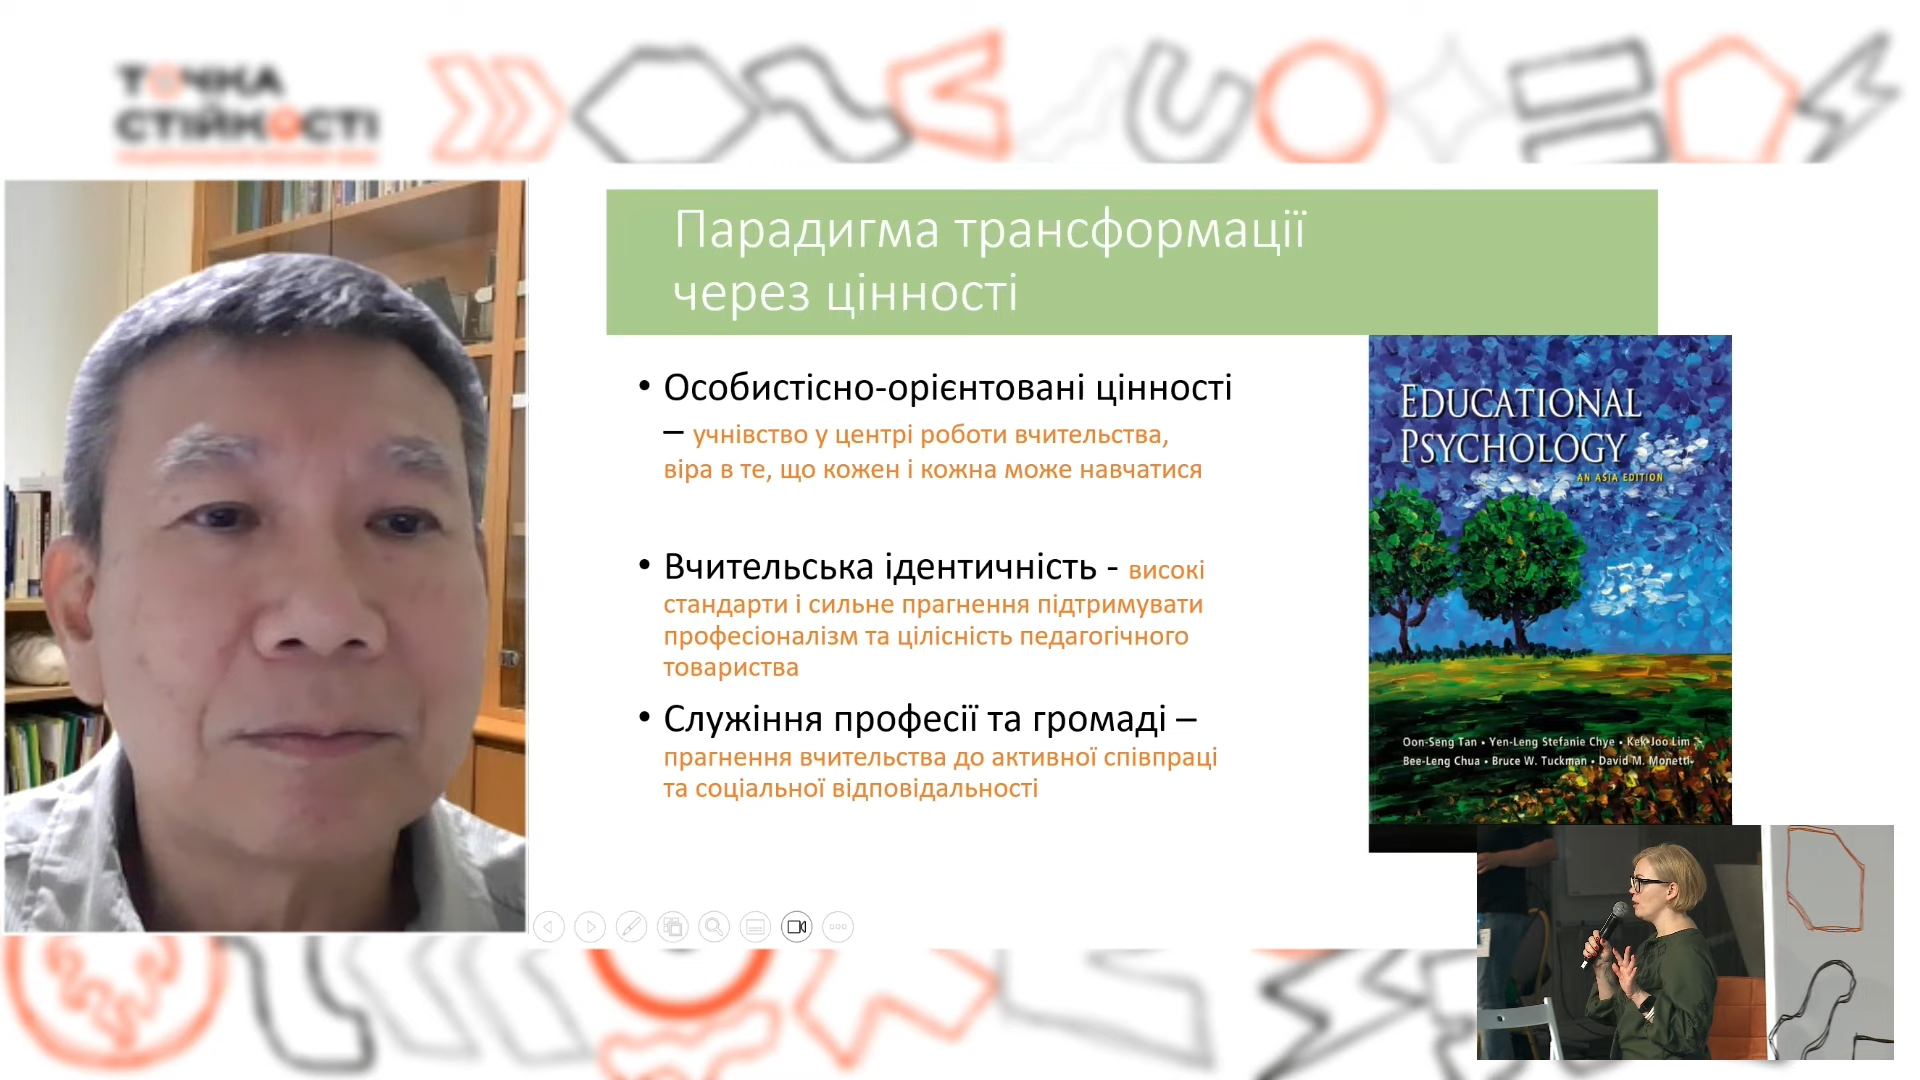 ТОЧКА
СТІЙКОСТІ
Парадигма трансформації
через цінності
• Особистісно-орієнтовані цінності
– учнівство у центрі роботи вчительства,
віра в те, що кожен і кожна може навчатися
• Вчительська ідентичність - високі
стандарти і сильне прагнення підтримувати
професіоналізм та цілісність педагогічного
товариства
• Служіння професії та громаді –
прагнення вчительства до активної співпраці
та соціальної відповідальності
EDUCATIONAL
PSYCHOLOGY
AN ASIA EDITION
Oon-Seng Tan • Yen-Leng Stefanie Chye • Kek-Joo Lim •
Bee-Leng Chua • Bruce W. Tuckman • David M. Monetti